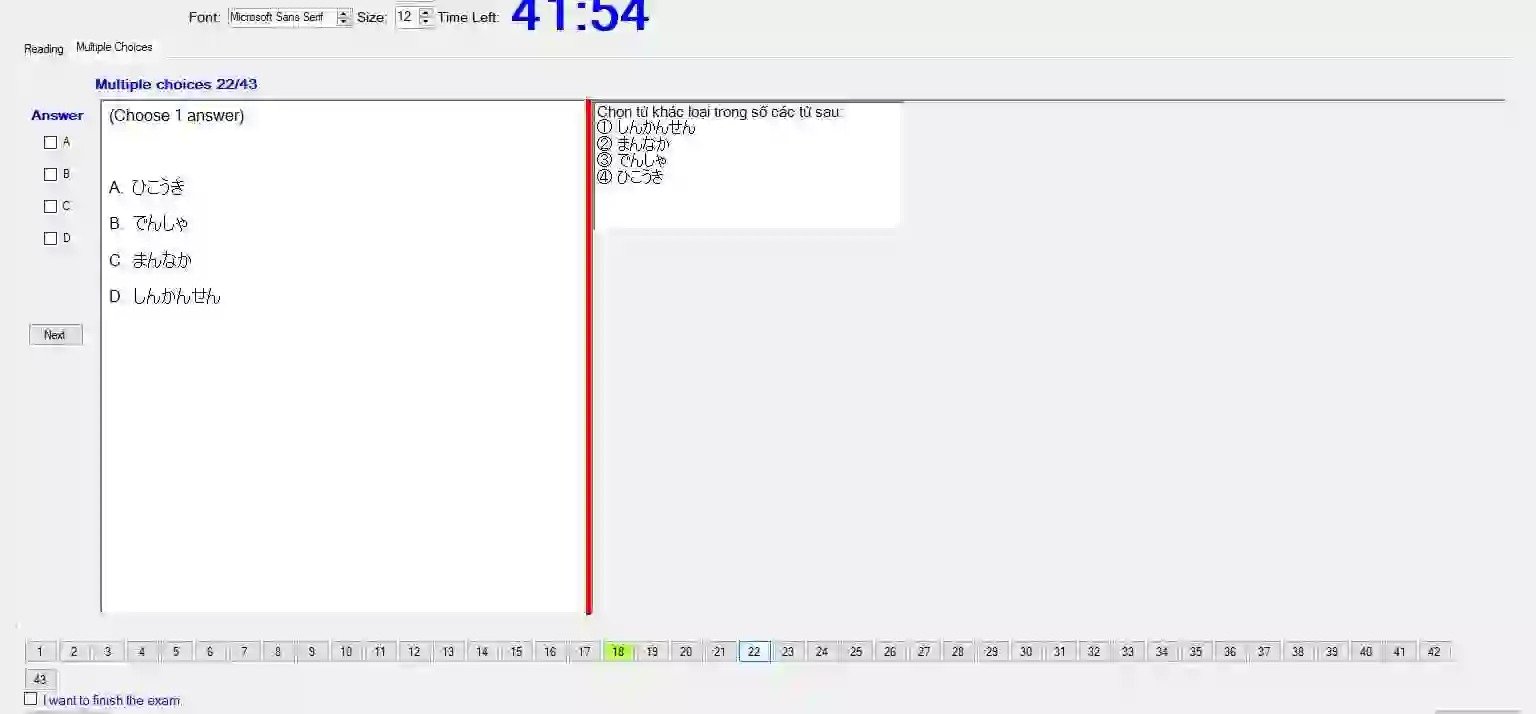 Font: Microsoft Sans Serif Size: 12 Time Left: 41:54
Reading Multiple Choices
Multiple choices 22/43
Answer
A
B
C
D
Next
(Choose 1 answer)
A. ひこうき
B. でんしゃ
C まんなか
D. しんかんせん
Chọn từ khác loại trong số các từ sau:
① しんかんせん
② まんなか
③ でんしゃ
④ ひこうき
1 2 3 4 5 6 7 8 9 10 11 12 13 14 15 16 17 18 19 20 21 22 23 24 25 26 27 28 29 30 31 32 33 34 35 36 37 38 39 40 41 42
43
I want to finish the exam